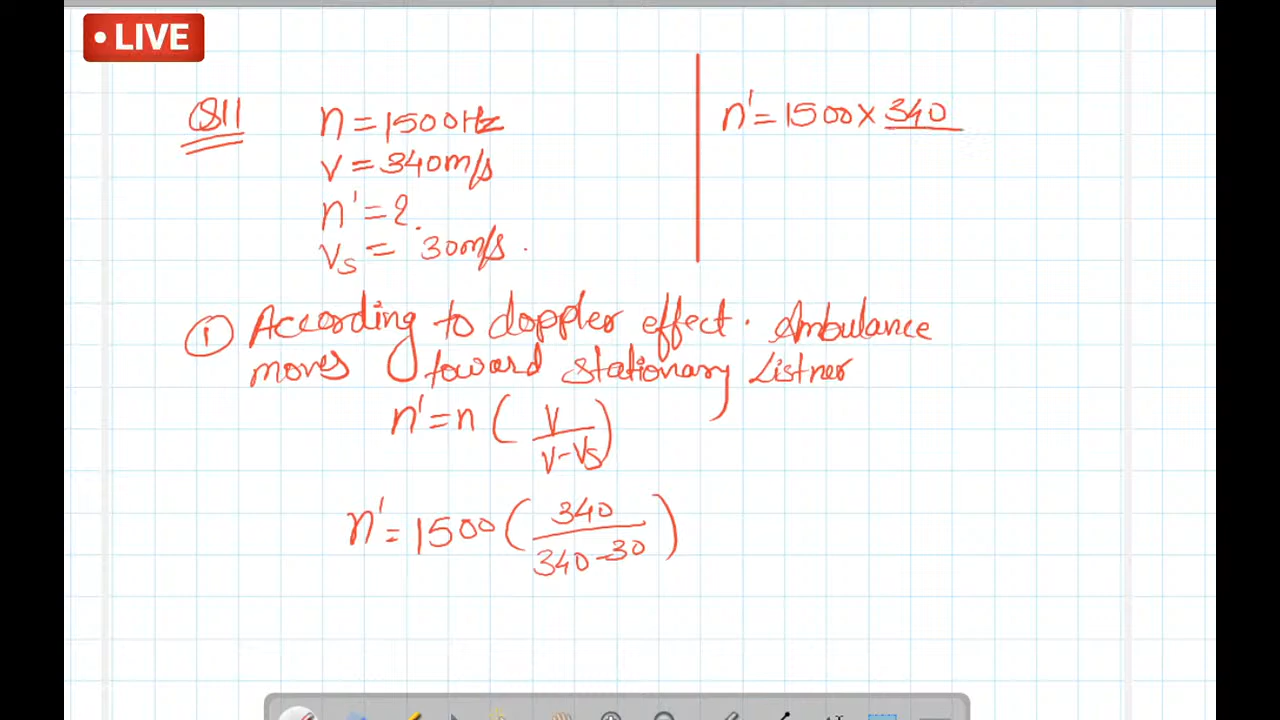 LIVE
Q11
n = 1500Hz
v = 340m/s
n' = ?
vs = 30m/s
n' = 1500 x 340
① According to doppler effect. Ambulance
moves toward stationary Listner
n' = n ( v / v-vs )
n' = 1500 ( 340 / 340-30 )